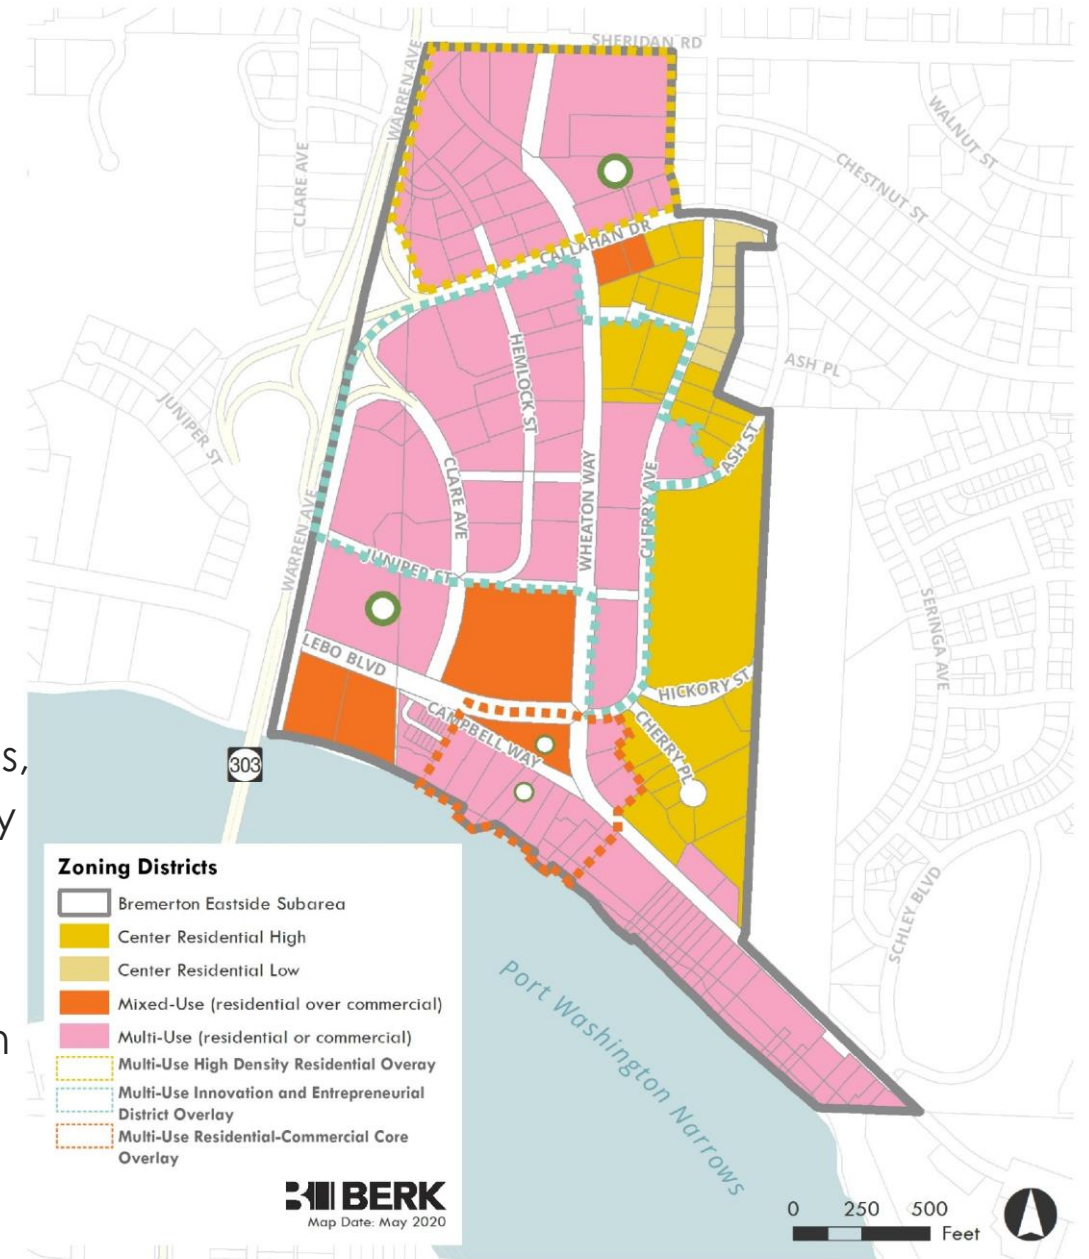 SHERIDAN RD
WARREN AVE
WALNUT ST
CHESTNUT ST
CLARE AVE
CALLAHAN DR
HEMLOCK ST
ASH PL
JUNIPER ST
ASH ST
CLARE AVE
WHEATON WAY
CHERRY AVE
WARREN AVE
JUNIPER ST
SERINGA AVE
LEBO BLVD
HICKORY ST
CAMPBELL WAY
CHERRY PL
s,
303
y
SCHLEY BLVD
Port Washington Narrows
n
Zoning Districts
Bremerton Eastside Subarea
Center Residential High
Center Residential Low
Mixed-Use (residential over commercial)
Multi-Use (residential or commercial)
Multi-Use High Density Residential Overay
Multi-Use Innovation and Entrepreneurial
District Overlay
Multi-Use Residential-Commercial Core
Overlay
BERK
Map Date: May 2020
0 250 500
Feet